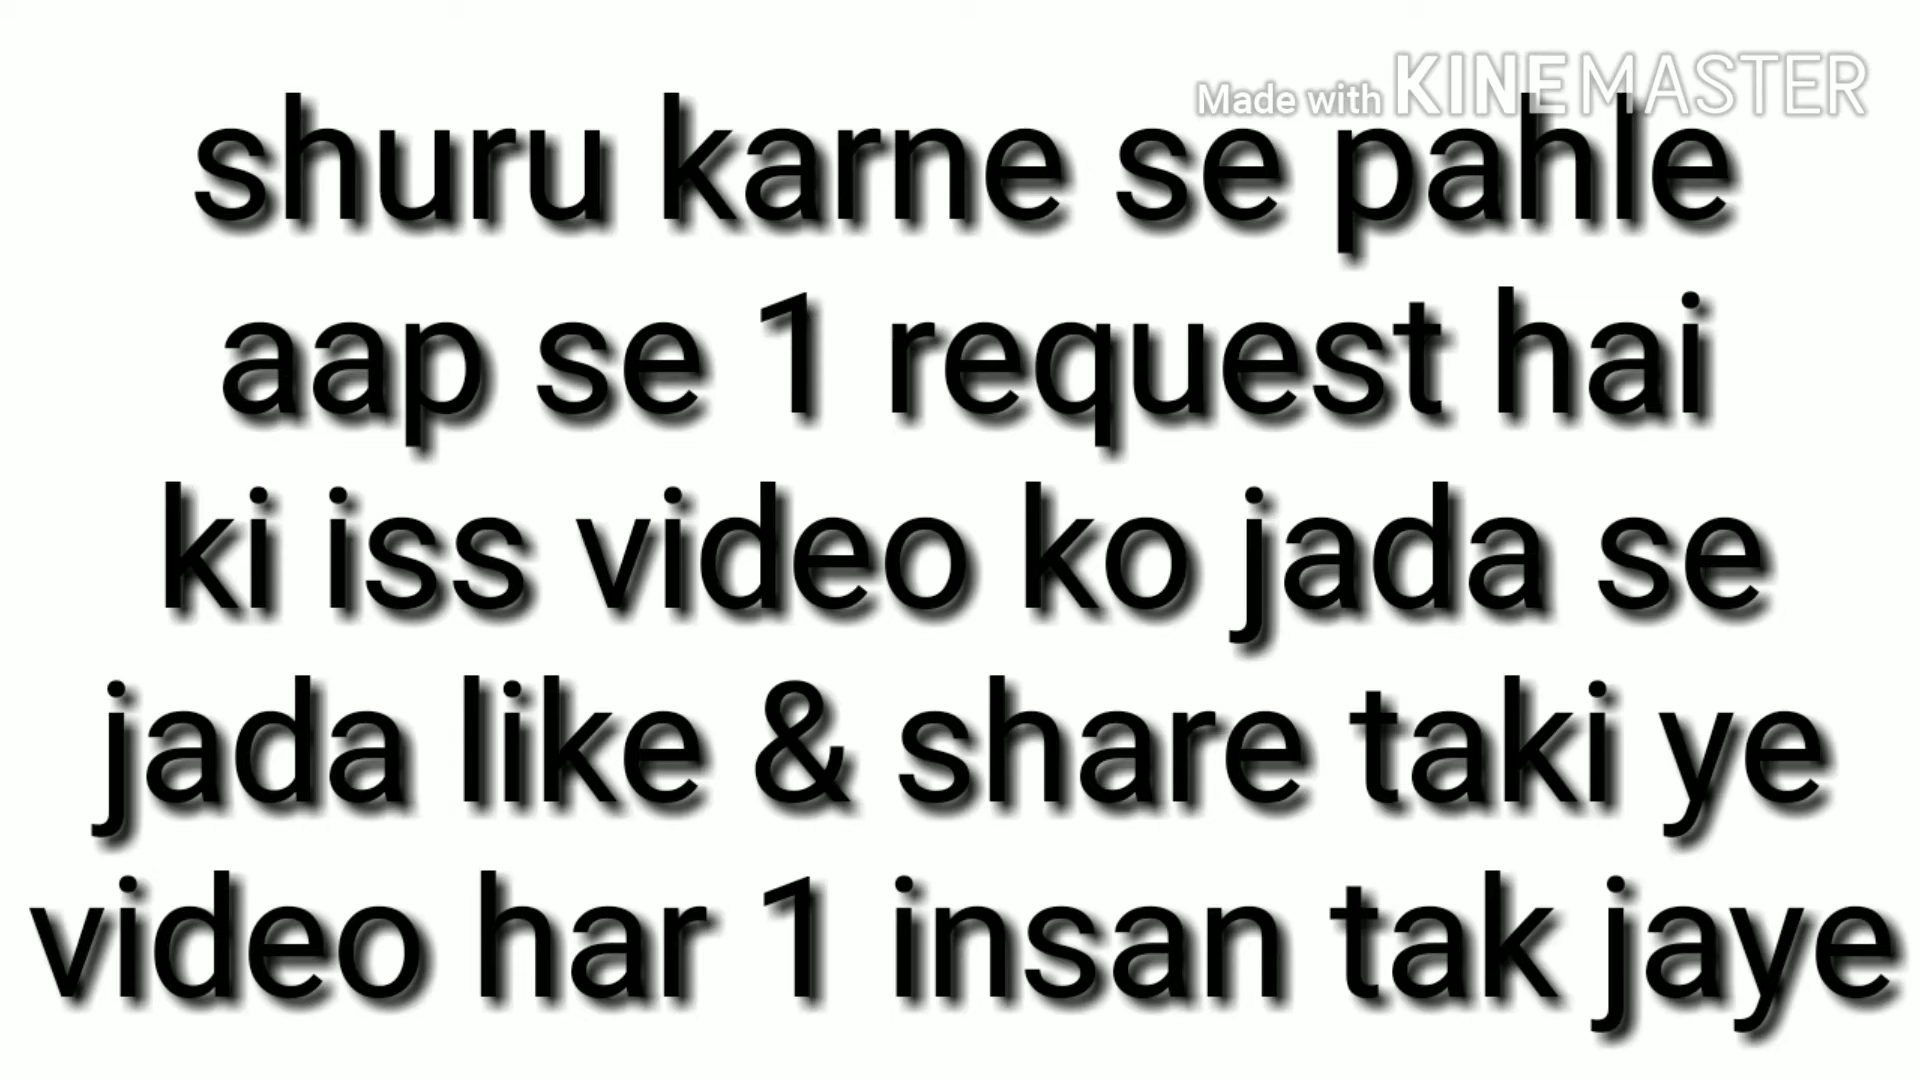 Made with KINEMASTER
shuru karne se pahle
aap se 1 request hai
ki iss video ko jada se
jada like & share taki ye
video har 1 insan tak jaye